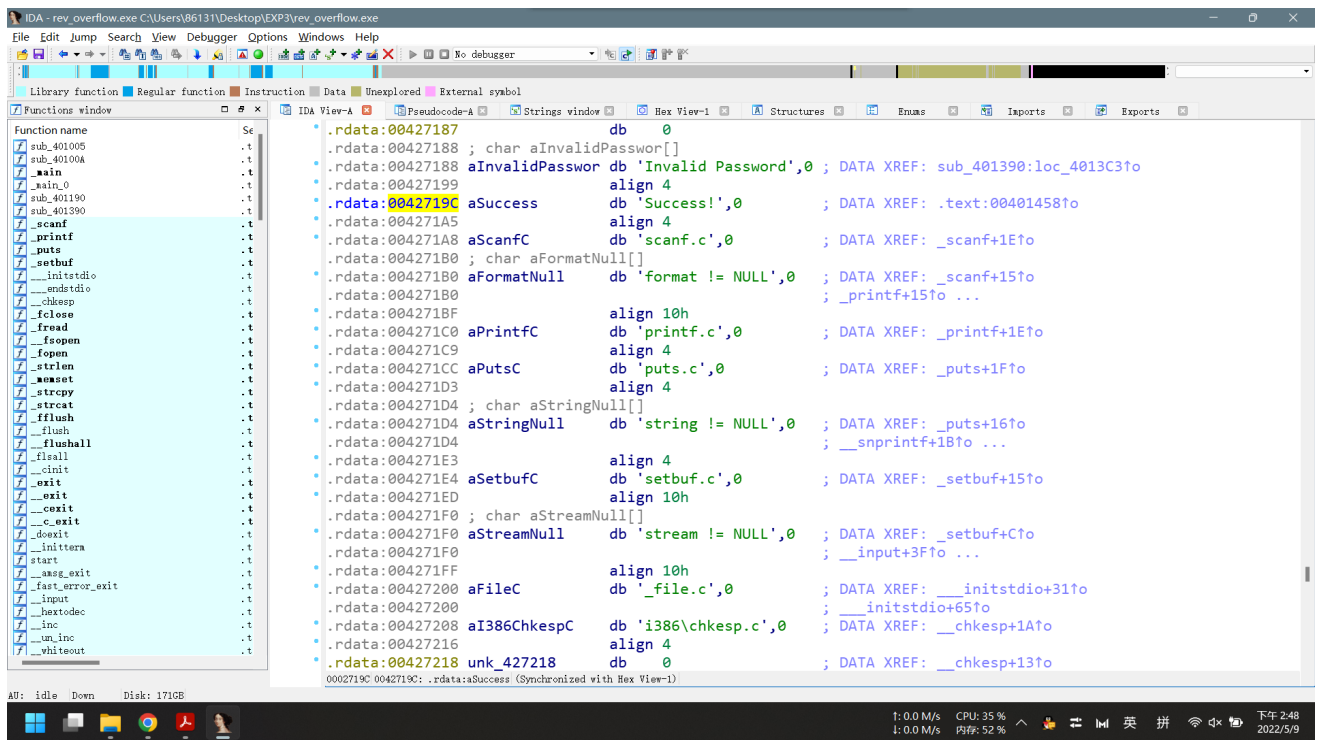 IDA - rev_overflow.exe C:\Users\86131\Desktop\EXP3\rev_overflow.exe
File Edit Jump Search View Debugger Options Windows Help
No debugger
Library function Regular function Instruction Data Unexplored External symbol
Functions window
IDA View-A Pseudocode-A Strings window Hex View-1 Structures Enums Imports Exports
Function name Se
sub_401005 .t
sub_40100A .t
_main .t
_main_0 .t
sub_401190 .t
sub_401390 .t
_scanf .t
_printf .t
_puts .t
_setbuf .t
___initstdio .t
___endstdio .t
__chkesp .t
_fclose .t
_fread .t
__fsopen .t
_fopen .t
_strlen .t
_memset .t
_strcpy .t
_strcat .t
_fflush .t
__flush .t
__flushall .t
_flsall .t
__cinit .t
_exit .t
__exit .t
__cexit .t
__c_exit .t
_doexit .t
__initterm .t
start .t
__amsg_exit .t
_fast_error_exit .t
__input .t
__hextodec .t
__inc .t
__un_inc .t
__whiteout .t
.rdata:00427187 db 0
.rdata:00427188 ; char aInvalidPasswor[]
.rdata:00427188 aInvalidPasswor db 'Invalid Password',0 ; DATA XREF: sub_401390:loc_4013C3↑o
.rdata:00427199 align 4
.rdata:0042719C aSuccess db 'Success!',0 ; DATA XREF: .text:00401458↑o
.rdata:004271A5 align 4
.rdata:004271A8 aScanfC db 'scanf.c',0 ; DATA XREF: _scanf+1E↑o
.rdata:004271B0 ; char aFormatNull[]
.rdata:004271B0 aFormatNull db 'format != NULL',0 ; DATA XREF: _scanf+15↑o
.rdata:004271B0 ; _printf+15↑o ...
.rdata:004271BF align 10h
.rdata:004271C0 aPrintfC db 'printf.c',0 ; DATA XREF: _printf+1E↑o
.rdata:004271C9 align 4
.rdata:004271CC aPutsC db 'puts.c',0 ; DATA XREF: _puts+1F↑o
.rdata:004271D3 align 4
.rdata:004271D4 ; char aStringNull[]
.rdata:004271D4 aStringNull db 'string != NULL',0 ; DATA XREF: _puts+16↑o
.rdata:004271D4 ; __snprintf+1B↑o ...
.rdata:004271E3 align 4
.rdata:004271E4 aSetbufC db 'setbuf.c',0 ; DATA XREF: _setbuf+15↑o
.rdata:004271ED align 10h
.rdata:004271F0 ; char aStreamNull[]
.rdata:004271F0 aStreamNull db 'stream != NULL',0 ; DATA XREF: _setbuf+C↑o
.rdata:004271F0 ; __input+3F↑o ...
.rdata:004271FF align 10h
.rdata:00427200 aFileC db '_file.c',0 ; DATA XREF: ___initstdio+31↑o
.rdata:00427200 ; ___initstdio+65↑o
.rdata:00427208 aI386ChkespC db 'i386\chkesp.c',0 ; DATA XREF: __chkesp+1A↑o
.rdata:00427216 align 4
.rdata:00427218 unk_427218 db 0 ; DATA XREF: __chkesp+13↑o
0002719C 0042719C: .rdata:aSuccess (Synchronized with Hex View-1)
AU: idle Down Disk: 171GB
↑: 0.0 M/s CPU: 35 %
↓: 0.0 M/s 内存: 52 %
英 拼
下午 2:48
2022/5/9